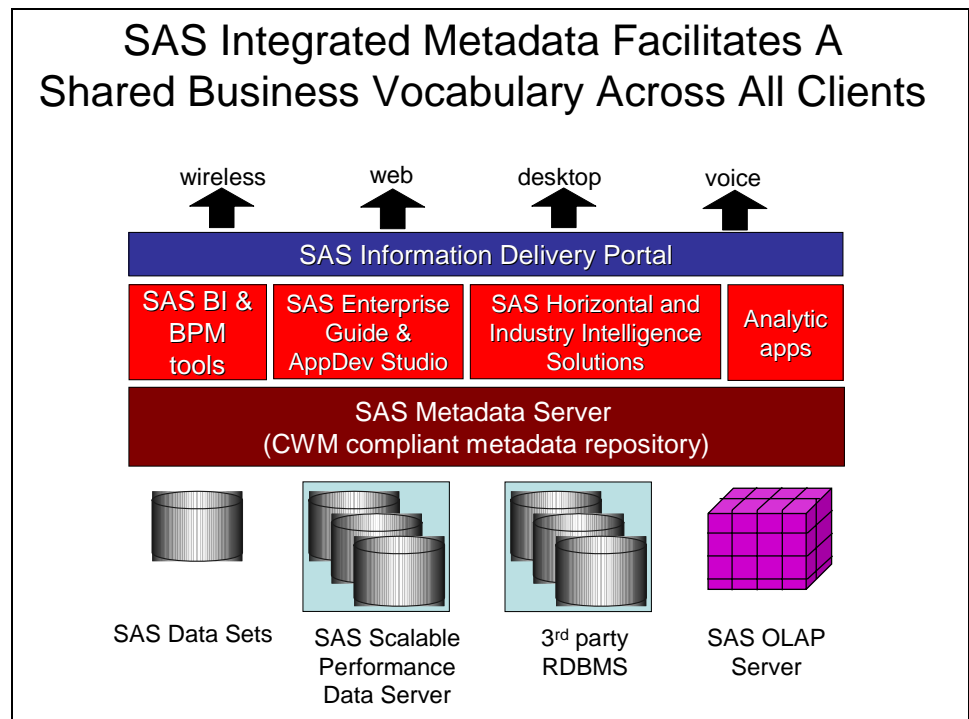 SAS Integrated Metadata Facilitates A
Shared Business Vocabulary Across All Clients
wireless
web
desktop
voice
SAS Information Delivery Portal
SAS BI &
BPM
tools
SAS Enterprise
Guide &
AppDev Studio
SAS Horizontal and
Industry Intelligence
Solutions
Analytic
apps
SAS Metadata Server
(CWM compliant metadata repository)
SAS Data Sets
SAS Scalable
Performance
Data Server
3rd party
RDBMS
SAS OLAP
Server